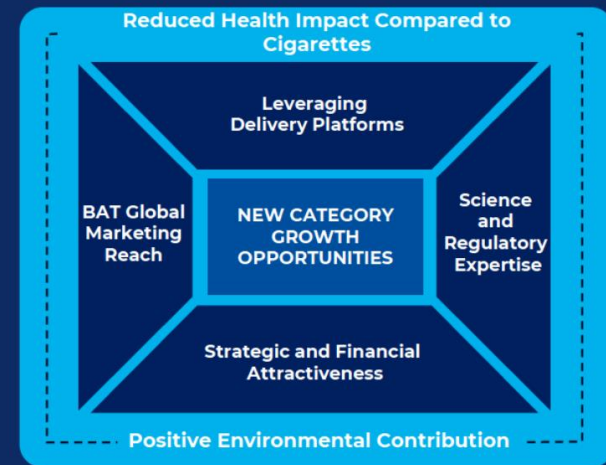 Reduced Health Impact Compared to
Cigarettes
Leveraging
Delivery Platforms
BAT Global
Marketing
Reach
NEW CATEGORY
GROWTH
OPPORTUNITIES
Science
and
Regulatory
Expertise
Strategic and Financial
Attractiveness
Positive Environmental Contribution